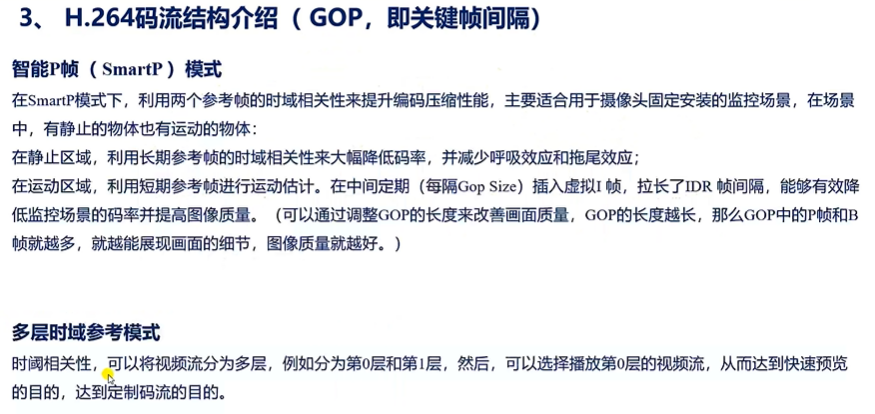 3、 H.264码流结构介绍（ GOP，即关键帧间隔）
智能P帧（ SmartP ）模式
在SmartP模式下，利用两个参考帧的时域相关性来提升编码压缩性能，主要适合用于摄像头固定安装的监控场景，在场景
中，有静止的物体也有运动的物体：
在静止区域，利用长期参考帧的时域相关性来大幅降低码率，并减少呼吸效应和拖尾效应；
在运动区域，利用短期参考帧进行运动估计。在中间定期（每隔Gop Size）插入虚拟I 帧，拉长了IDR 帧间隔，能够有效降
低监控场景的码率并提高图像质量。（可以通过调整GOP的长度来改善画面质量，GOP的长度越长，那么GOP中的P帧和B
帧就越多，就越能展现画面的细节，图像质量就越好。）
多层时域参考模式
时阈相关性，可以将视频流分为多层，例如分为第0层和第1层，然后，可以选择播放第0层的视频流，从而达到快速预览
的目的，达到定制码流的目的。